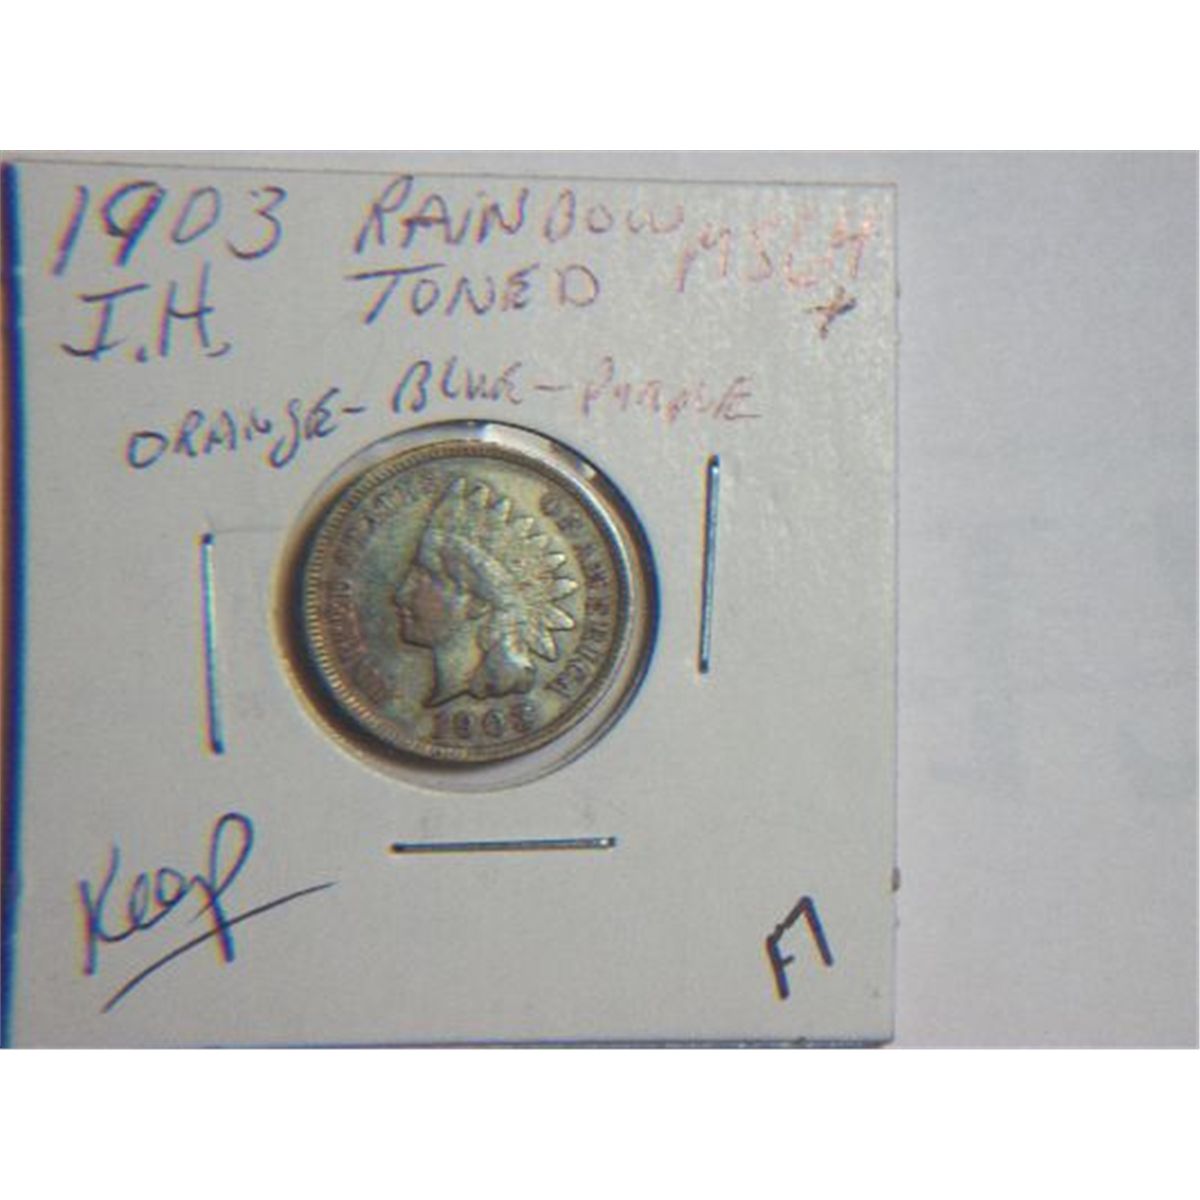 1903 RAINBOW MS64
I.H. TONED +
ORANGE-BLUE-PURPLE
UNITED STATES OF AMERICA
1903
Keep
F7